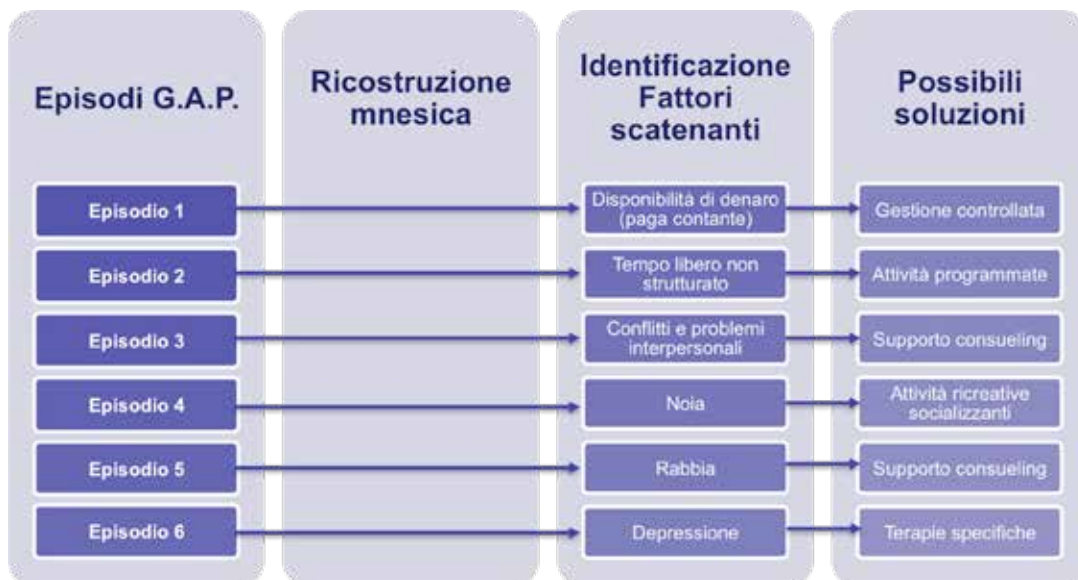 Episodi G.A.P.
Ricostruzione
mnesica
Identificazione
Fattori
scatenanti
Possibili
soluzioni
Episodio 1
Disponibilità di denaro
(paga contante)
Gestione controllata
Episodio 2
Tempo libero non
strutturato
Attività programmate
Episodio 3
Conflitti e problemi
interpersonali
Supporto consueling
Episodio 4
Noia
Attività ricreative
socializzanti
Episodio 5
Rabbia
Supporto consueling
Episodio 6
Depressione
Terapie specifiche